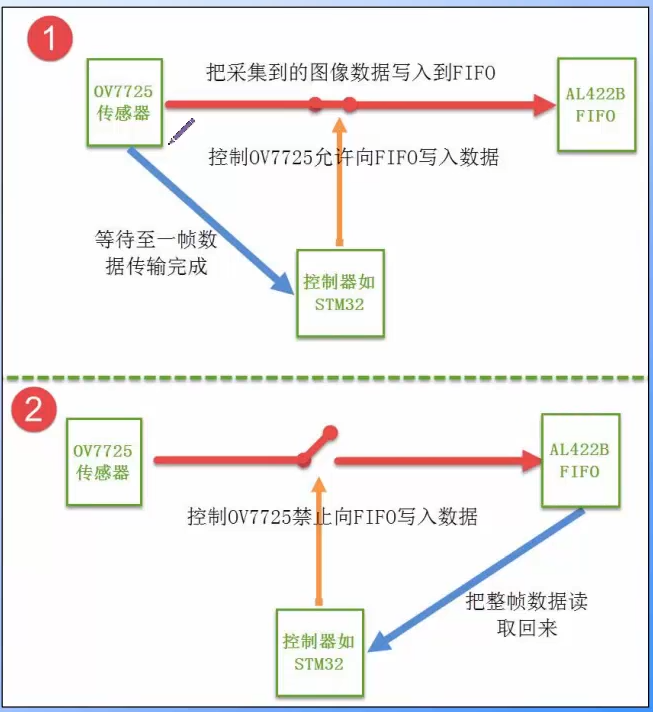 1
OV7725
传感器
把采集到的图像数据写入到FIFO
AL422B
FIFO
控制OV7725允许向FIFO写入数据
等待至一帧数
据传输完成
控制器如
STM32
2
OV7725
传感器
AL422B
FIFO
控制OV7725禁止向FIFO写入数据
把整帧数据读
取回来
控制器如
STM32